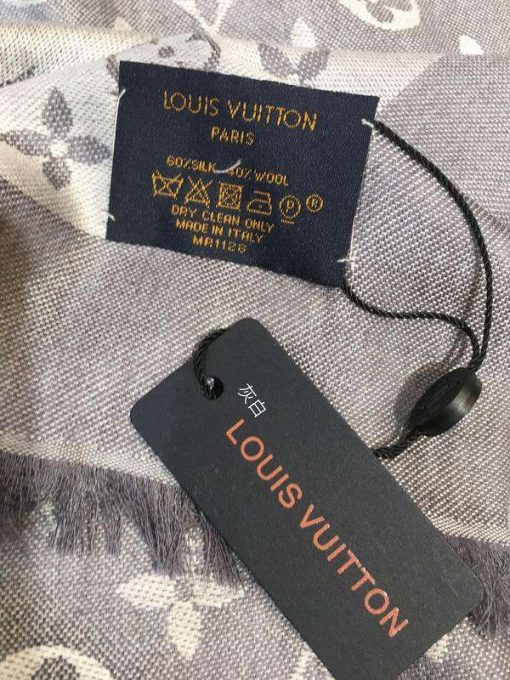 LOUIS VUITTON
PARIS
60%SILK 40%WOOL
P ®
DRY CLEAN ONLY
MADE IN ITALY
MR1128
灰白
LOUIS VUITTON